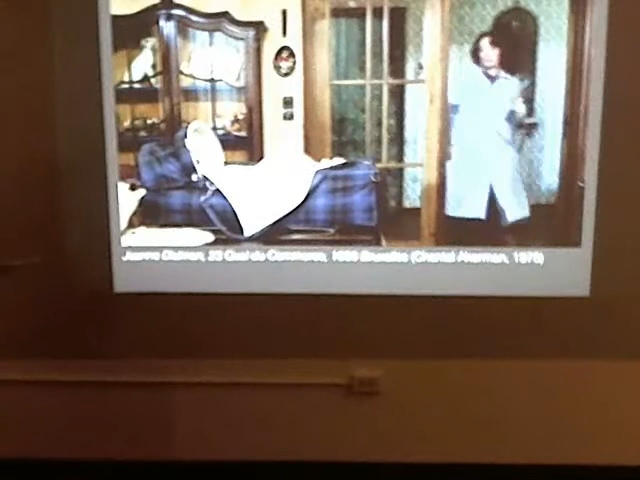 Jeanne Dielman, 23 Quai du Commerce, 1080 Bruxelles (Chantal Akerman, 1975)